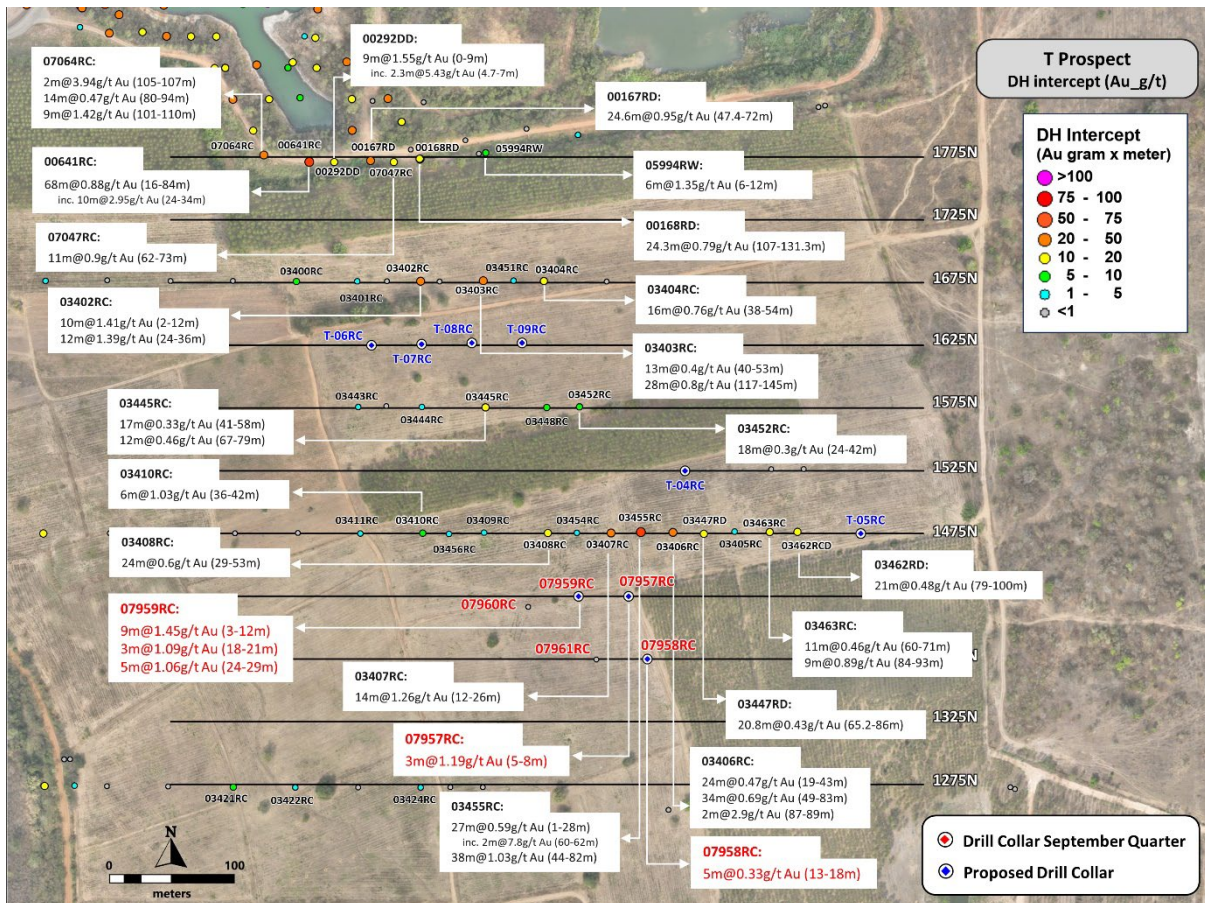 T Prospect
DH intercept (Au_g/t)
DH Intercept
(Au gram x meter)
>100
75 - 100
50 - 75
20 - 50
10 - 20
5 - 10
1 - 5
<1
07064RC:
2m@3.94g/t Au (105-107m)
14m@0.47g/t Au (80-94m)
9m@1.42g/t Au (101-110m)
00292DD:
9m@1.55g/t Au (0-9m)
inc. 2.3m@5.43g/t Au (4.7-7m)
00167RD:
24.6m@0.95g/t Au (47.4-72m)
07064RC
00641RC
00292DD
00167RD
07047RC
00168RD
05994RW
1775N
00641RC:
68m@0.88g/t Au (16-84m)
inc. 10m@2.95g/t Au (24-34m)
05994RW:
6m@1.35g/t Au (6-12m)
1725N
00168RD:
24.3m@0.79g/t Au (107-131.3m)
07047RC:
11m@0.9g/t Au (62-73m)
03400RC
03401RC
03402RC
03451RC
03403RC
03404RC
1675N
03402RC:
10m@1.41g/t Au (2-12m)
12m@1.39g/t Au (24-36m)
03404RC:
16m@0.76g/t Au (38-54m)
T-06RC
T-07RC
T-08RC
T-09RC
1625N
03403RC:
13m@0.4g/t Au (40-53m)
28m@0.8g/t Au (117-145m)
03443RC
03444RC
03445RC
03448RC
03452RC
1575N
03445RC:
17m@0.33g/t Au (41-58m)
12m@0.46g/t Au (67-79m)
03452RC:
18m@0.3g/t Au (24-42m)
T-04RC
1525N
03410RC:
6m@1.03g/t Au (36-42m)
03411RC
03410RC
03456RC
03409RC
03408RC
03454RC
03407RC
03455RC
03406RC
03447RD
03405RC
03463RC
03462RCD
T-05RC
1475N
03408RC:
24m@0.6g/t Au (29-53m)
03462RD:
21m@0.48g/t Au (79-100m)
07959RC
07957RC
07960RC
07959RC:
9m@1.45g/t Au (3-12m)
3m@1.09g/t Au (18-21m)
5m@1.06g/t Au (24-29m)
03463RC:
11m@0.46g/t Au (60-71m)
9m@0.89g/t Au (84-93m)
07961RC
07958RC
03407RC:
14m@1.26g/t Au (12-26m)
03447RD:
20.8m@0.43g/t Au (65.2-86m)
1325N
07957RC:
3m@1.19g/t Au (5-8m)
03406RC:
24m@0.47g/t Au (19-43m)
34m@0.69g/t Au (49-83m)
2m@2.9g/t Au (87-89m)
03421RC
03422RC
03424RC
1275N
03455RC:
27m@0.59g/t Au (1-28m)
inc. 2m@7.8g/t Au (60-62m)
38m@1.03g/t Au (44-82m)
07958RC:
5m@0.33g/t Au (13-18m)
N
0 100
meters
Drill Collar September Quarter
Proposed Drill Collar